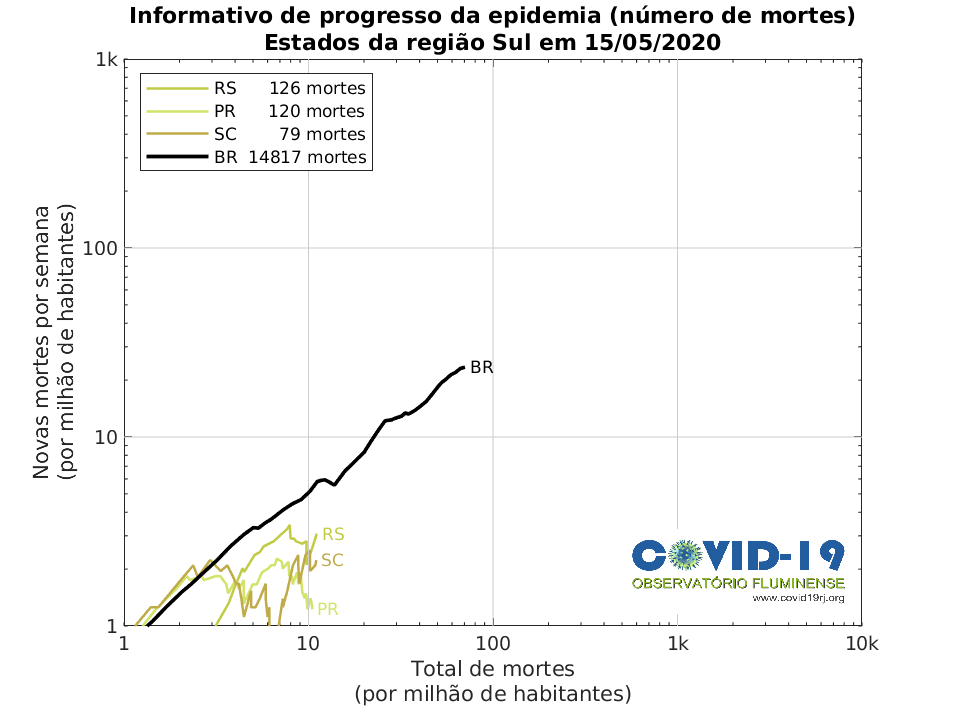 Informativo de progresso da epidemia (número de mortes)
Estados da região Sul em 15/05/2020
1k
RS 126 mortes
PR 120 mortes
SC 79 mortes
BR 14817 mortes
100
10
1
Novas mortes por semana
(por milhão de habitantes)
BR
RS
SC
PR
COVID-19
OBSERVATÓRIO FLUMINENSE
www.covid19rj.org
1 10 100 1k 10k
Total de mortes
(por milhão de habitantes)